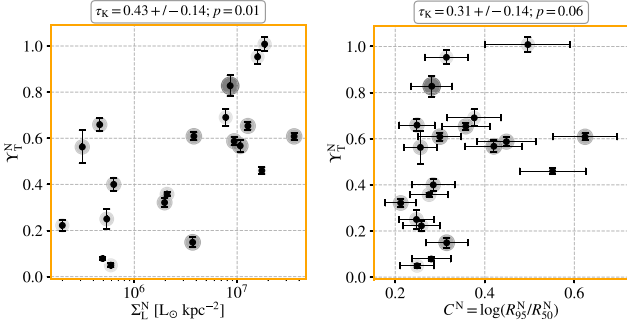 τK = 0.43 +/− 0.14; p = 0.01
τK = 0.31 +/− 0.14; p = 0.06
1.0
0.8
0.6
0.4
0.2
0.0
ΥTN
10⁶
10⁷
ΣLN [L⊙ kpc⁻²]
1.0
0.8
0.6
0.4
0.2
0.0
ΥTN
0.2
0.4
0.6
Cᴺ = log(R95N/R50N)